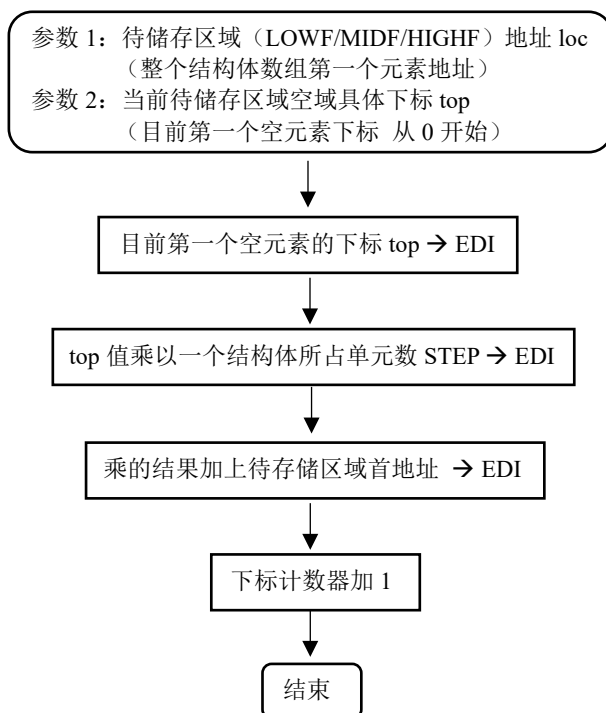 参数 1：待储存区域（LOWF/MIDF/HIGHF）地址 loc
（整个结构体数组第一个元素地址）
参数 2：当前待储存区域空域具体下标 top
（目前第一个空元素下标 从 0 开始）
目前第一个空元素的下标 top → EDI
top 值乘以一个结构体所占单元数 STEP → EDI
乘的结果加上待存储区域首地址 → EDI
下标计数器加 1
结束